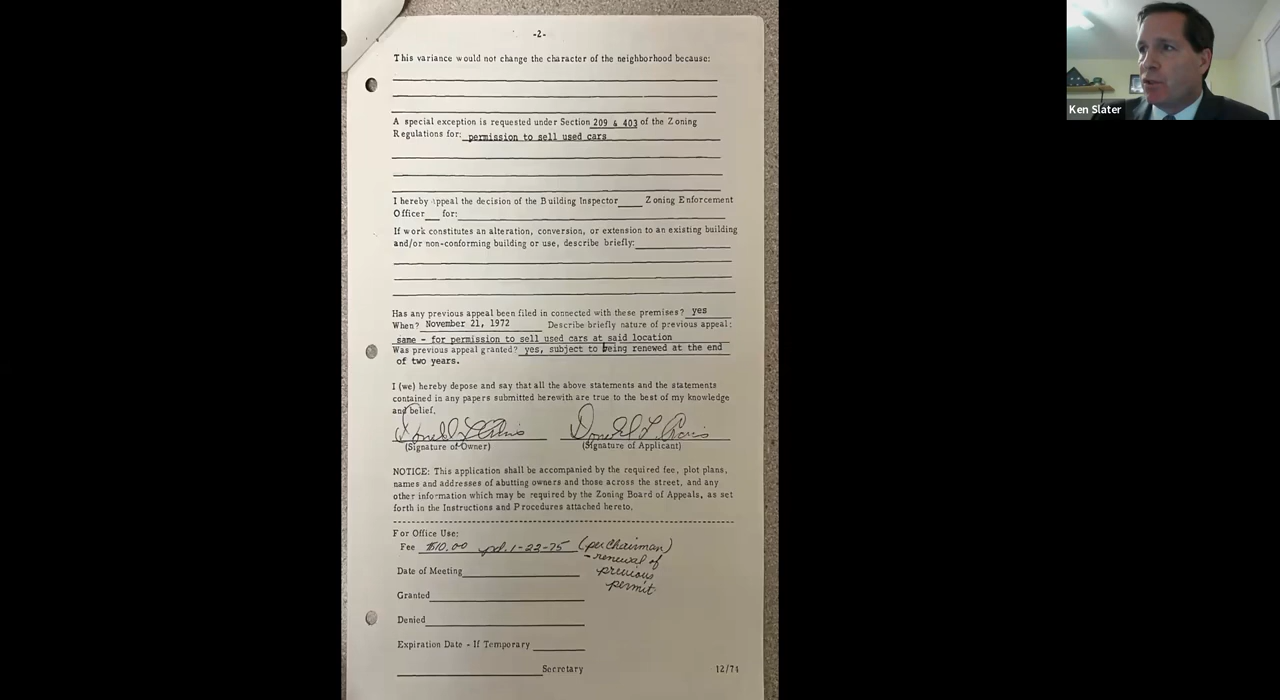 -2-
This variance would not change the character of the neighborhood because:
A special exception is requested under Section 209 & 403 of the Zoning
Regulations for: permission to sell used cars
I hereby appeal the decision of the Building Inspector____ Zoning Enforcement
Officer___ for:
If work constitutes an alteration, conversion, or extension to an existing building
and/or non-conforming building or use, describe briefly:
Has any previous appeal been filed in connected with these premises? yes
When? November 21, 1972 Describe briefly nature of previous appeal:
same - for permission to sell used cars at said location
Was previous appeal granted? yes, subject to being renewed at the end
of two years.
I (we) hereby depose and say that all the above statements and the statements
contained in any papers submitted herewith are true to the best of my knowledge
and belief.
(Signature of Owner) (Signature of Applicant)
NOTICE: This application shall be accompanied by the required fee, plot plans,
names and addresses of abutting owners and those across the street, and any
other information which may be required by the Zoning Board of Appeals, as set
forth in the Instructions and Procedures attached hereto.
For Office Use:
Fee $10.00 pd. 1-22-75 (per Chairman)
- renewal of
previous
permit
Date of Meeting
Granted
Denied
Expiration Date - If Temporary
Secretary
12/71
Ken Slater